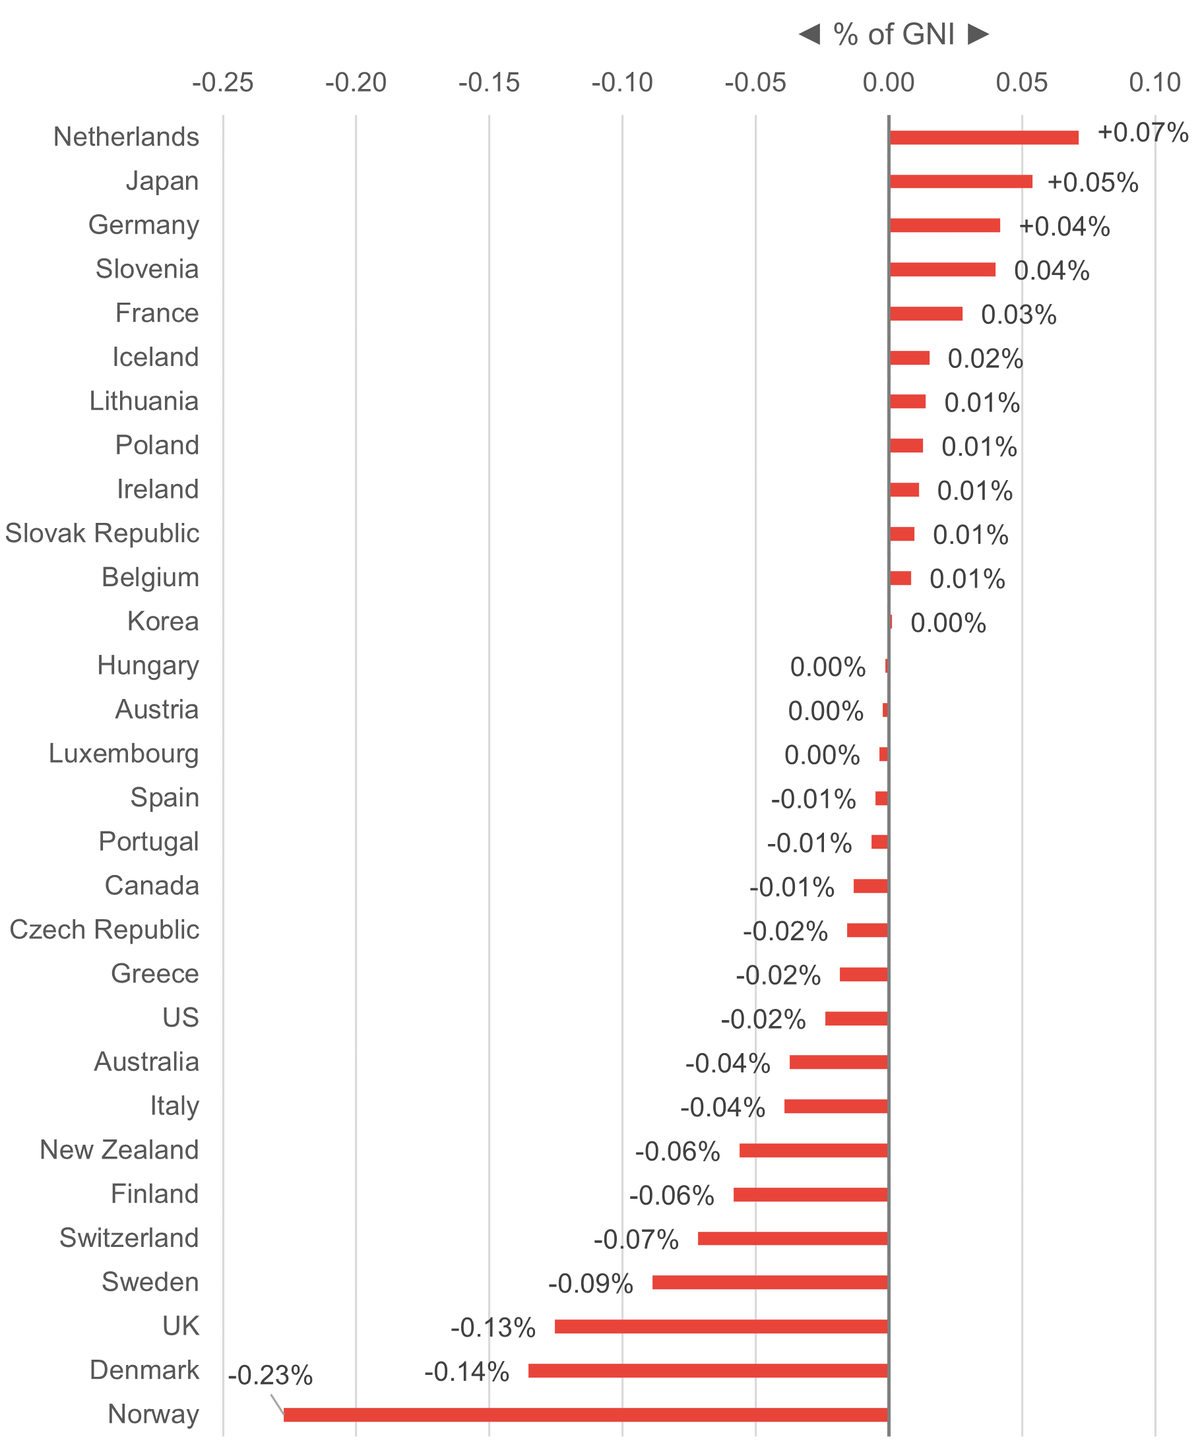 ◄ % of GNI ►
-0.25 -0.20 -0.15 -0.10 -0.05 0.00 0.05 0.10
Netherlands +0.07%
Japan +0.05%
Germany +0.04%
Slovenia 0.04%
France 0.03%
Iceland 0.02%
Lithuania 0.01%
Poland 0.01%
Ireland 0.01%
Slovak Republic 0.01%
Belgium 0.01%
Korea 0.00%
Hungary 0.00%
Austria 0.00%
Luxembourg 0.00%
Spain -0.01%
Portugal -0.01%
Canada -0.01%
Czech Republic -0.02%
Greece -0.02%
US -0.02%
Australia -0.04%
Italy -0.04%
New Zealand -0.06%
Finland -0.06%
Switzerland -0.07%
Sweden -0.09%
UK -0.13%
Denmark -0.14%
Norway -0.23%